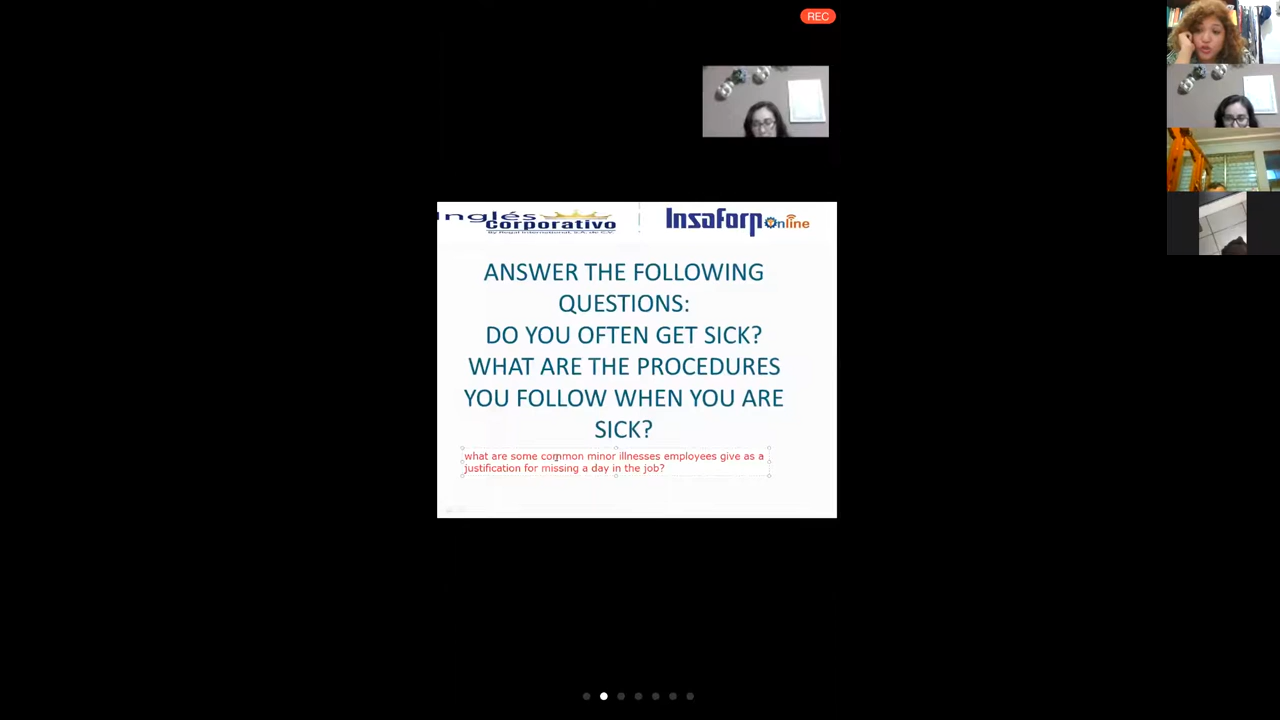 REC
Inglés
Corporativo
Insaforp online
ANSWER THE FOLLOWING
QUESTIONS:
DO YOU OFTEN GET SICK?
WHAT ARE THE PROCEDURES
YOU FOLLOW WHEN YOU ARE
SICK?
what are some common minor illnesses employees give as a
justification for missing a day in the job?